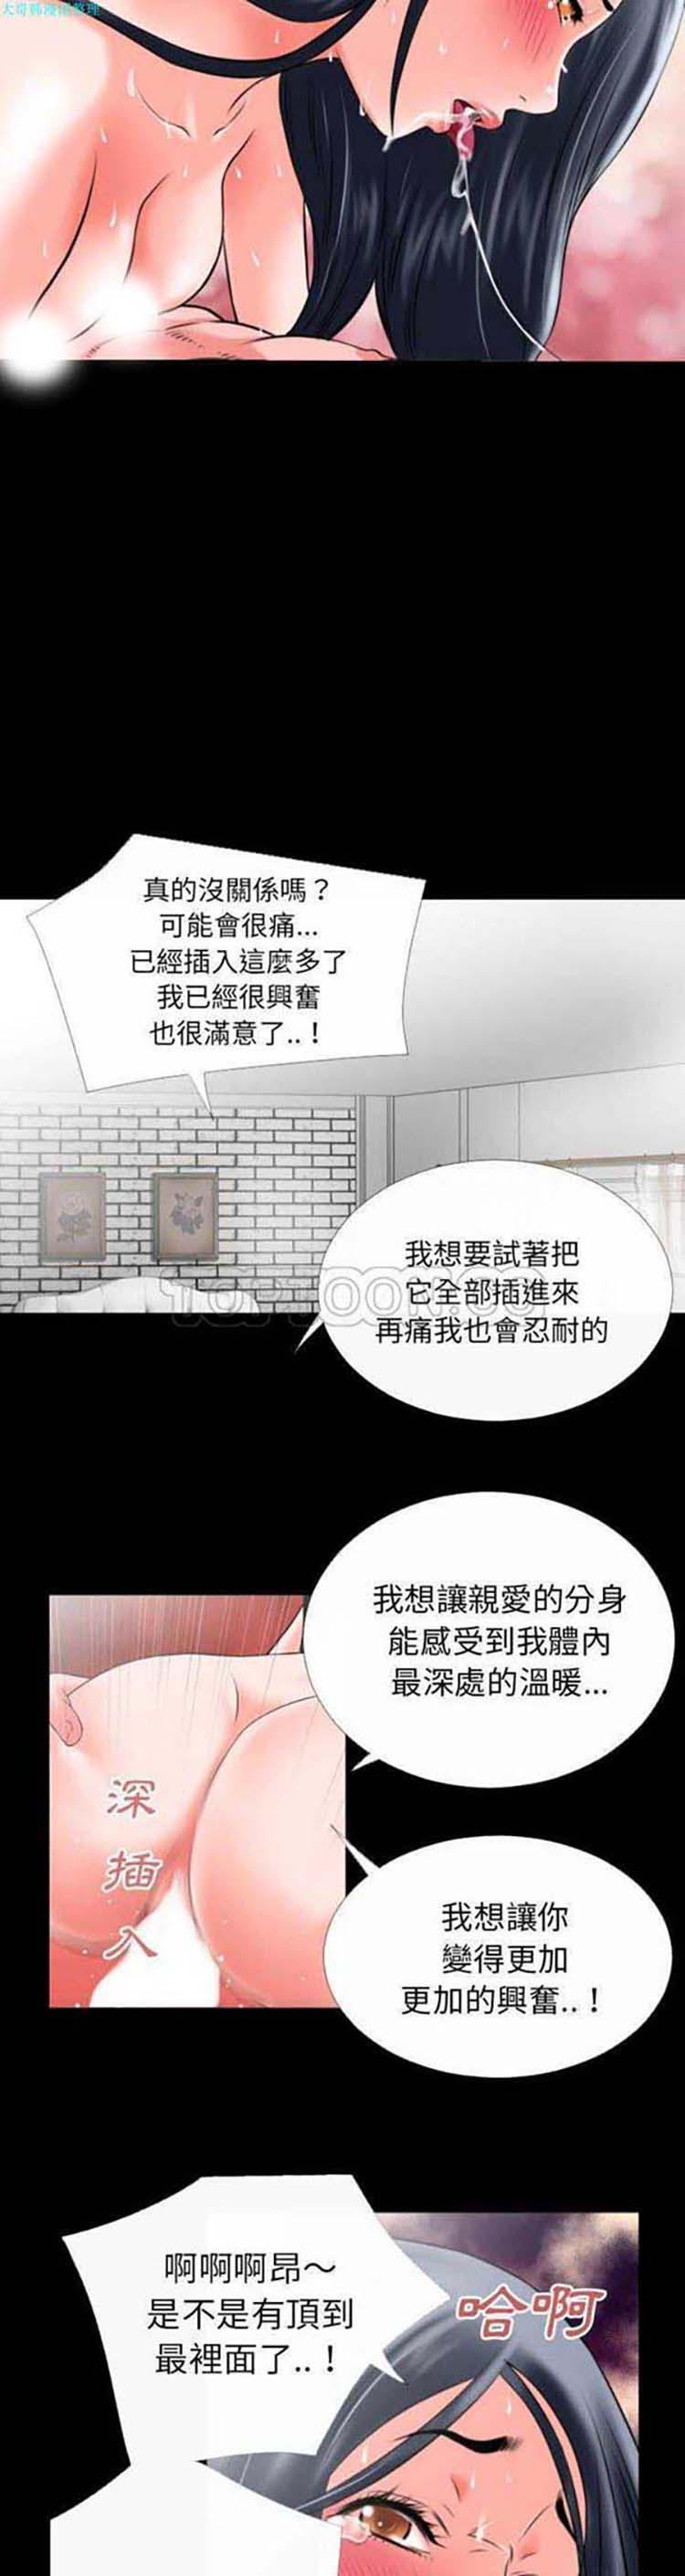 大哥韩漫团整理
真的沒關係嗎？
可能會很痛...
已經插入這麼多了
我已經很興奮
也很滿意了..！
我想要試著把
它全部插進來
再痛我也會忍耐的
我想讓親愛的分身
能感受到我體內
最深處的溫暖...
深
插
入
我想讓你
變得更加
更加的興奮..！
啊啊啊昂～
是不是有頂到
最裡面了..！
哈啊